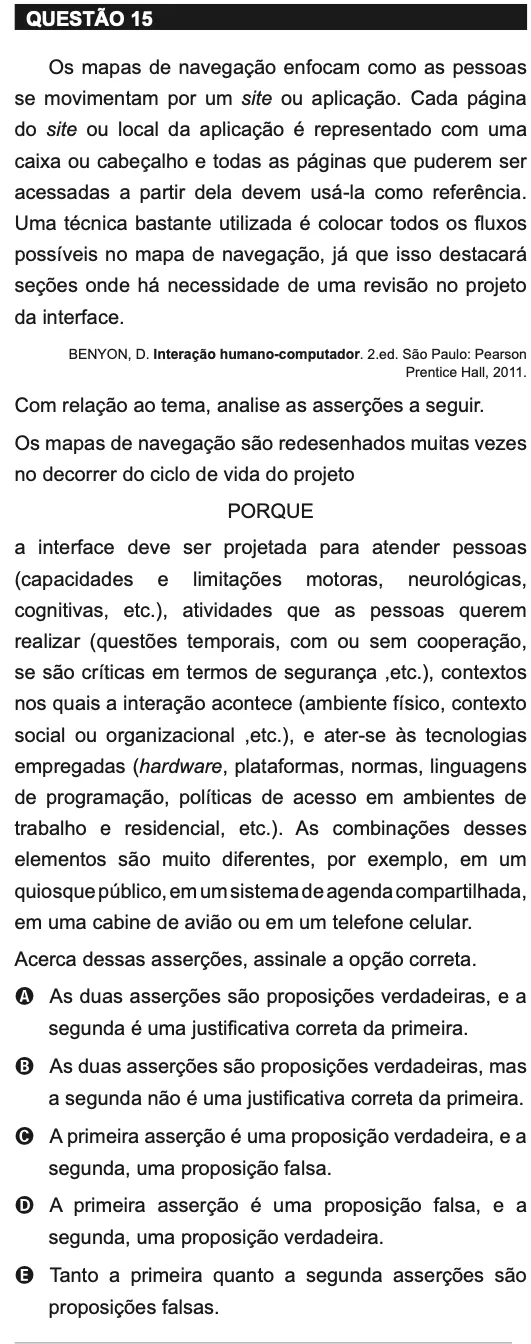 QUESTÃO 15
Os mapas de navegação enfocam como as pessoas
se movimentam por um site ou aplicação. Cada página
do site ou local da aplicação é representado com uma
caixa ou cabeçalho e todas as páginas que puderem ser
acessadas a partir dela devem usá-la como referência.
Uma técnica bastante utilizada é colocar todos os fluxos
possíveis no mapa de navegação, já que isso destacará
seções onde há necessidade de uma revisão no projeto
da interface.
BENYON, D. Interação humano-computador. 2.ed. São Paulo: Pearson
Prentice Hall, 2011.
Com relação ao tema, analise as asserções a seguir.
Os mapas de navegação são redesenhados muitas vezes
no decorrer do ciclo de vida do projeto
PORQUE
a interface deve ser projetada para atender pessoas
(capacidades e limitações motoras, neurológicas,
cognitivas, etc.), atividades que as pessoas querem
realizar (questões temporais, com ou sem cooperação,
se são críticas em termos de segurança ,etc.), contextos
nos quais a interação acontece (ambiente físico, contexto
social ou organizacional ,etc.), e ater-se às tecnologias
empregadas (hardware, plataformas, normas, linguagens
de programação, políticas de acesso em ambientes de
trabalho e residencial, etc.). As combinações desses
elementos são muito diferentes, por exemplo, em um
quiosque público, em um sistema de agenda compartilhada,
em uma cabine de avião ou em um telefone celular.
Acerca dessas asserções, assinale a opção correta.
A As duas asserções são proposições verdadeiras, e a
segunda é uma justificativa correta da primeira.
B As duas asserções são proposições verdadeiras, mas
a segunda não é uma justificativa correta da primeira.
C A primeira asserção é uma proposição verdadeira, e a
segunda, uma proposição falsa.
D A primeira asserção é uma proposição falsa, e a
segunda, uma proposição verdadeira.
E Tanto a primeira quanto a segunda asserções são
proposições falsas.